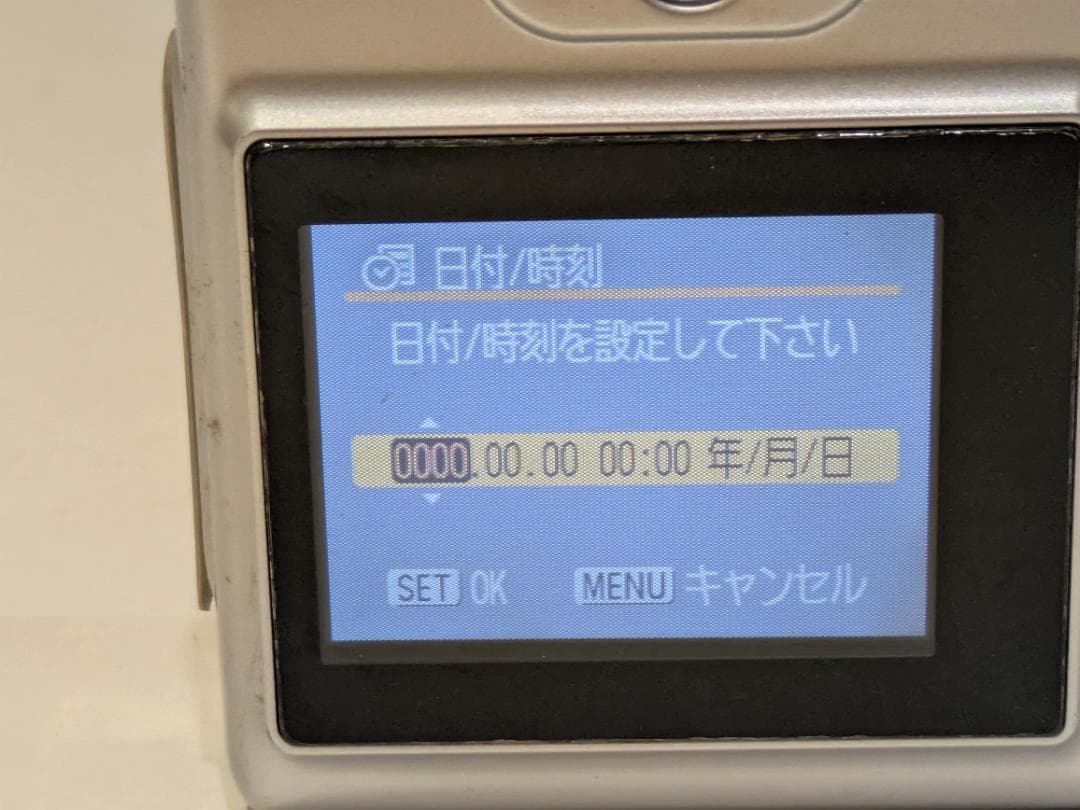 日付/時刻
日付/時刻を設定して下さい
0000.00.00 00:00 年/月/日
SET OK MENU キャンセル